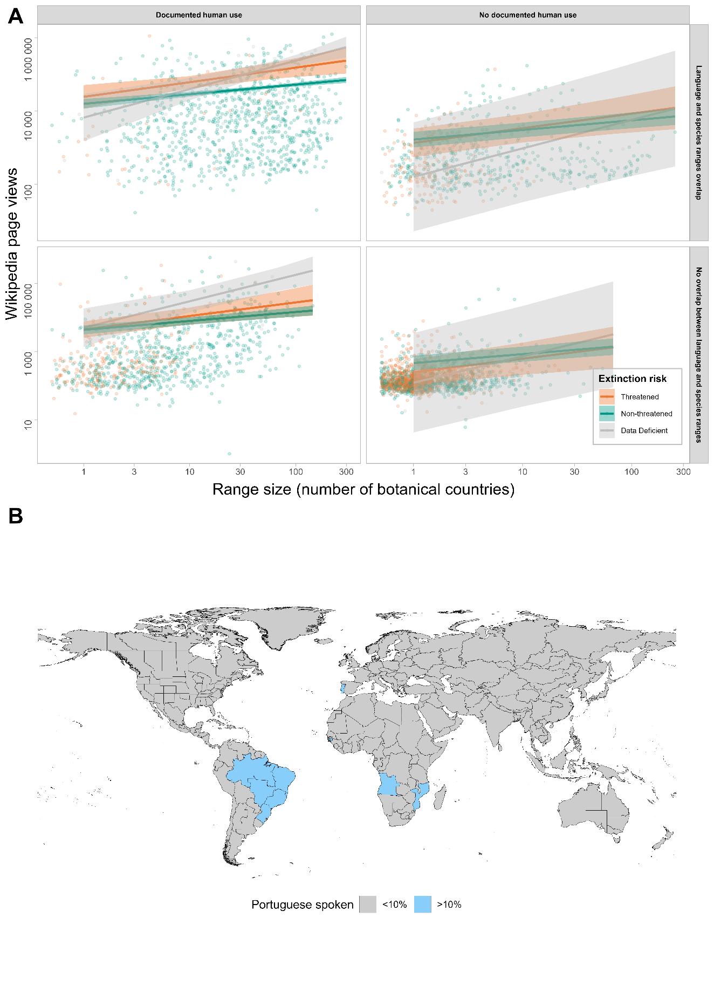 A
Documented human use
No documented human use
Wikipedia page views
1 000 000
10 000
100
Language and species ranges overlap
100 000
1 000
10
No overlap between language and species ranges
Extinction risk
Threatened
Non-threatened
Data Deficient
1 3 10 30 100 300
1 3 10 30 100 300
Range size (number of botanical countries)
B
Portuguese spoken <10% >10%